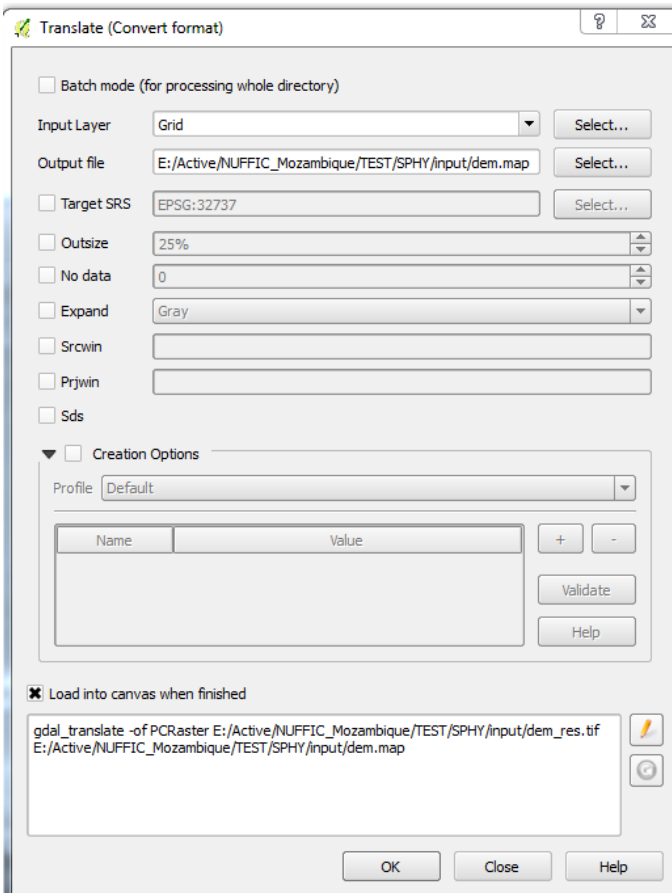 Translate (Convert format)
?
Batch mode (for processing whole directory)
Input Layer Grid Select...
Output file E:/Active/NUFFIC_Mozambique/TEST/SPHY/input/dem.map Select...
Target SRS EPSG:32737 Select...
Outsize 25%
No data 0
Expand Gray
Srcwin
Prjwin
Sds
Creation Options
Profile Default
Name Value + -
Validate
Help
Load into canvas when finished
gdal_translate -of PCRaster E:/Active/NUFFIC_Mozambique/TEST/SPHY/input/dem_res.tif
E:/Active/NUFFIC_Mozambique/TEST/SPHY/input/dem.map
OK Close Help